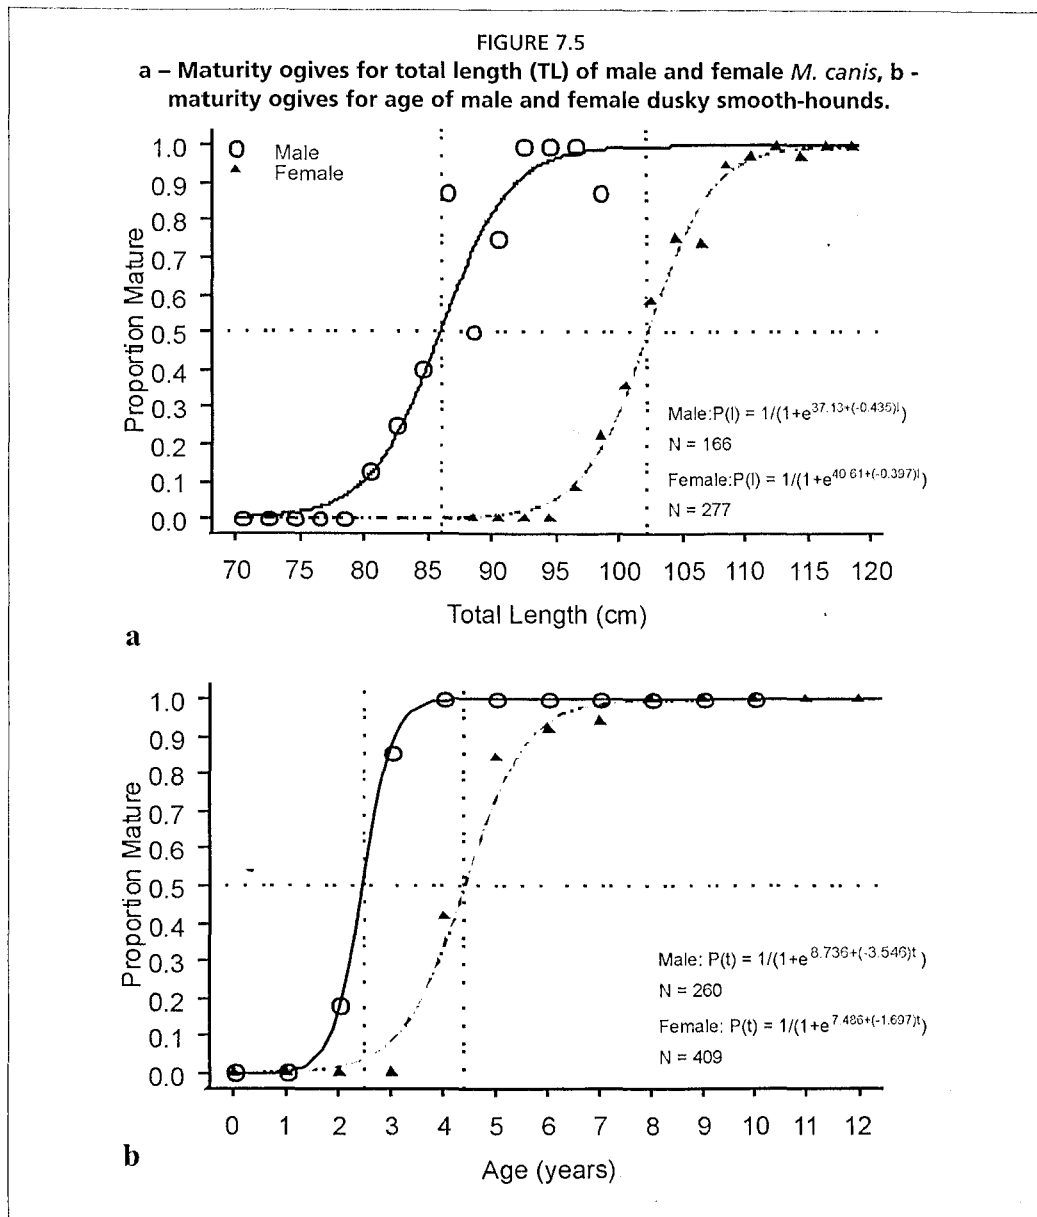 FIGURE 7.5
a – Maturity ogives for total length (TL) of male and female M. canis, b -
maturity ogives for age of male and female dusky smooth-hounds.
1.0
0.9
0.8
0.7
0.6
0.5
0.4
0.3
0.2
0.1
0.0
Proportion Mature
Male
Female
Male:P(l) = 1/(1+e^37.13+(-0.435)l)
N = 166
Female:P(l) = 1/(1+e^40.61+(-0.397)l)
N = 277
70 75 80 85 90 95 100 105 110 115 120
Total Length (cm)
a
1.0
0.9
0.8
0.7
0.6
0.5
0.4
0.3
0.2
0.1
0.0
Proportion Mature
Male: P(t) = 1/(1+e^8.736+(-3.546)t)
N = 260
Female: P(t) = 1/(1+e^7.486+(-1.697)t)
N = 409
0 1 2 3 4 5 6 7 8 9 10 11 12
Age (years)
b